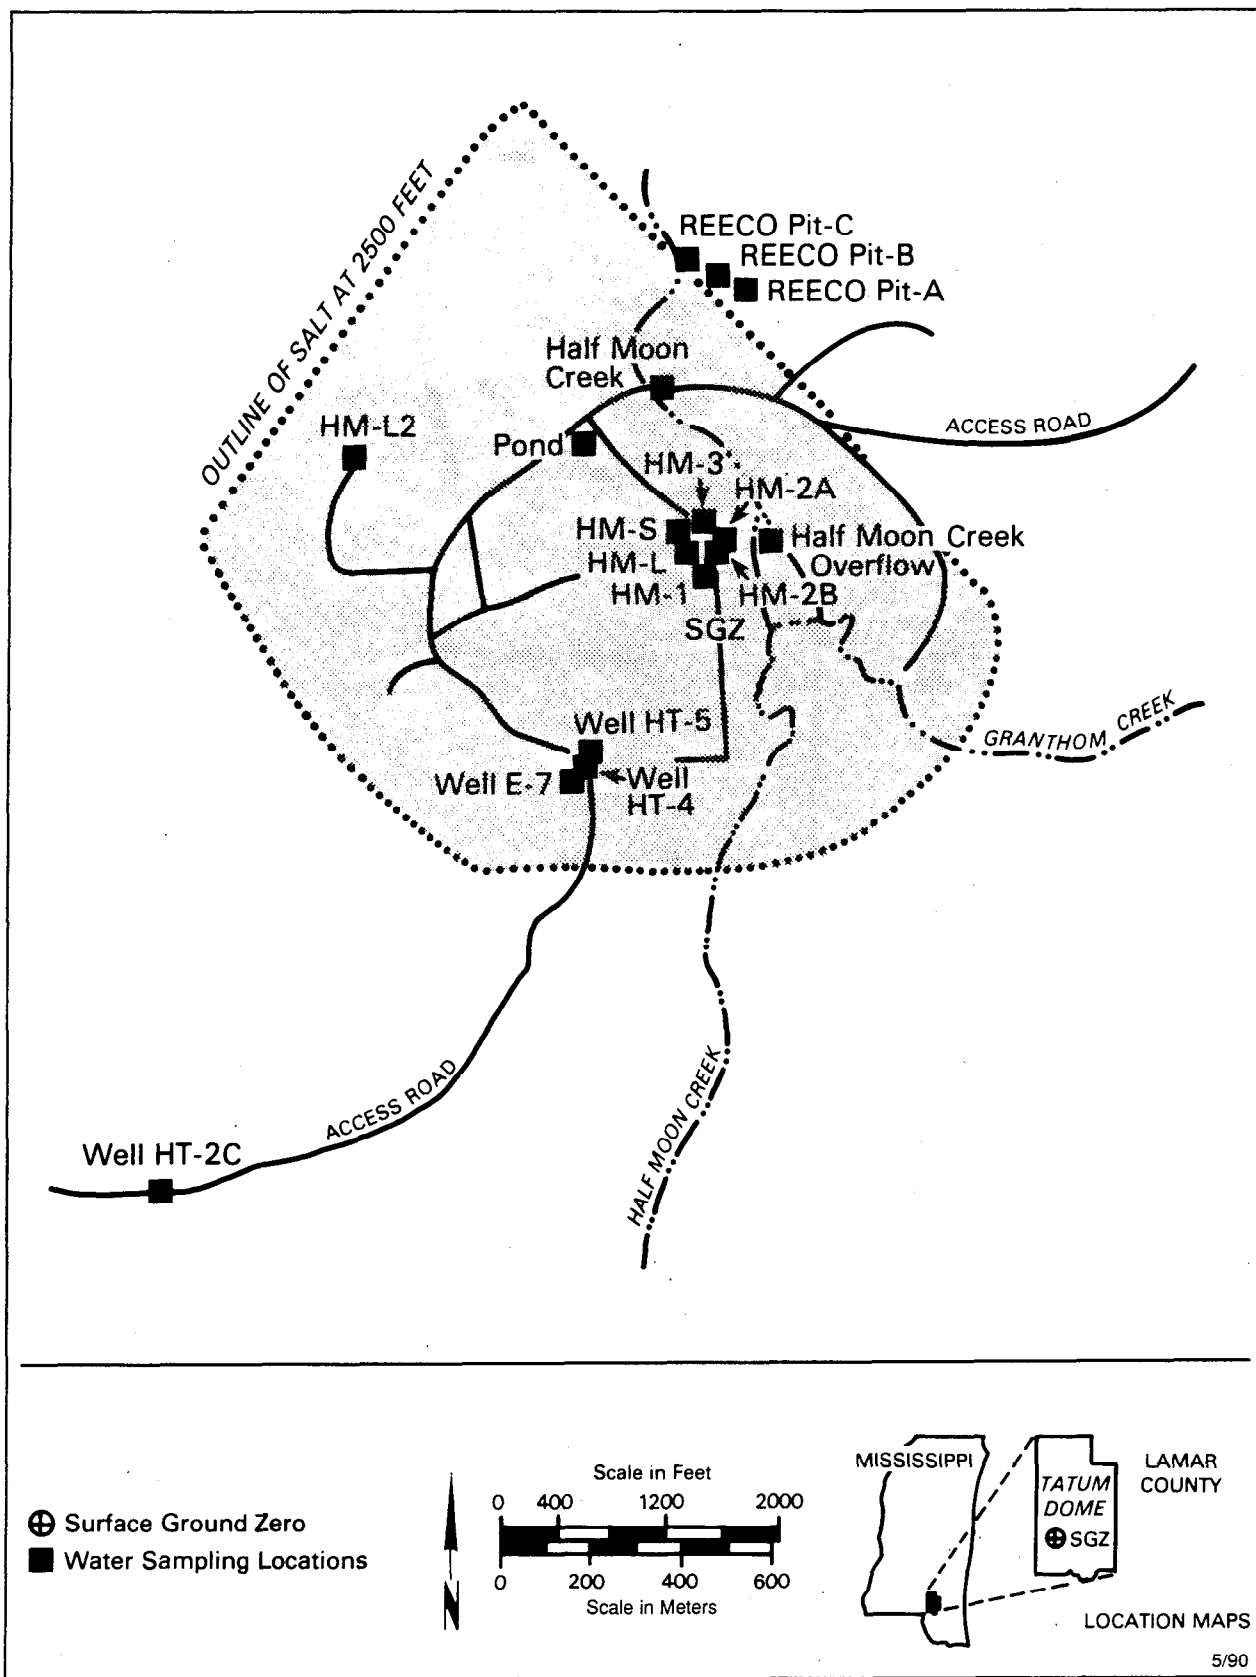 REECO Pit-C
REECO Pit-B
REECO Pit-A
OUTLINE OF SALT AT 2500 FEET
Half Moon
Creek
ACCESS ROAD
HM-L2
Pond
HM-3
HM-2A
HM-S
Half Moon Creek
Overflow
HM-L
HM-1
HM-2B
SGZ
GRANTHOM CREEK
Well HT-5
Well E-7
Well
HT-4
ACCESS ROAD
HALF MOON CREEK
Well HT-2C
Surface Ground Zero
Water Sampling Locations
N
Scale in Feet
0 400 1200 2000
0 200 400 600
Scale in Meters
MISSISSIPPI
LAMAR
COUNTY
TATUM
DOME
SGZ
LOCATION MAPS
5/90